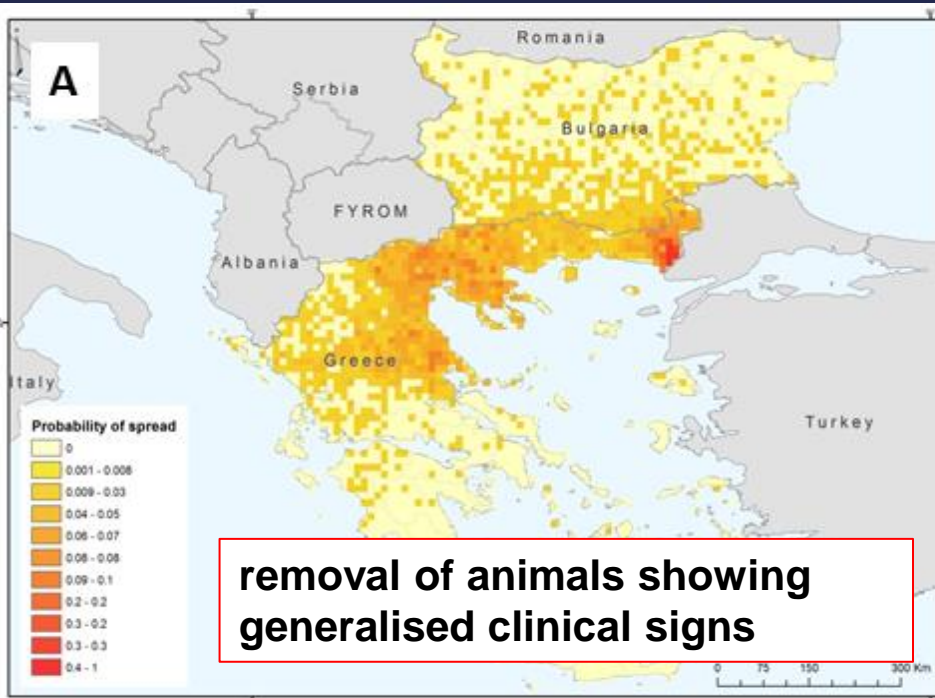 A
Romania
Serbia
Bulgaria
FYROM
Albania
Greece
Italy
Turkey
Probability of spread
0
0.001 - 0.008
0.009 - 0.03
0.04 - 0.05
0.06 - 0.07
0.08 - 0.08
0.09 - 0.1
0.2 - 0.2
0.3 - 0.2
0.3 - 0.3
0.4 - 1
removal of animals showing
generalised clinical signs
0 75 150 300 Km